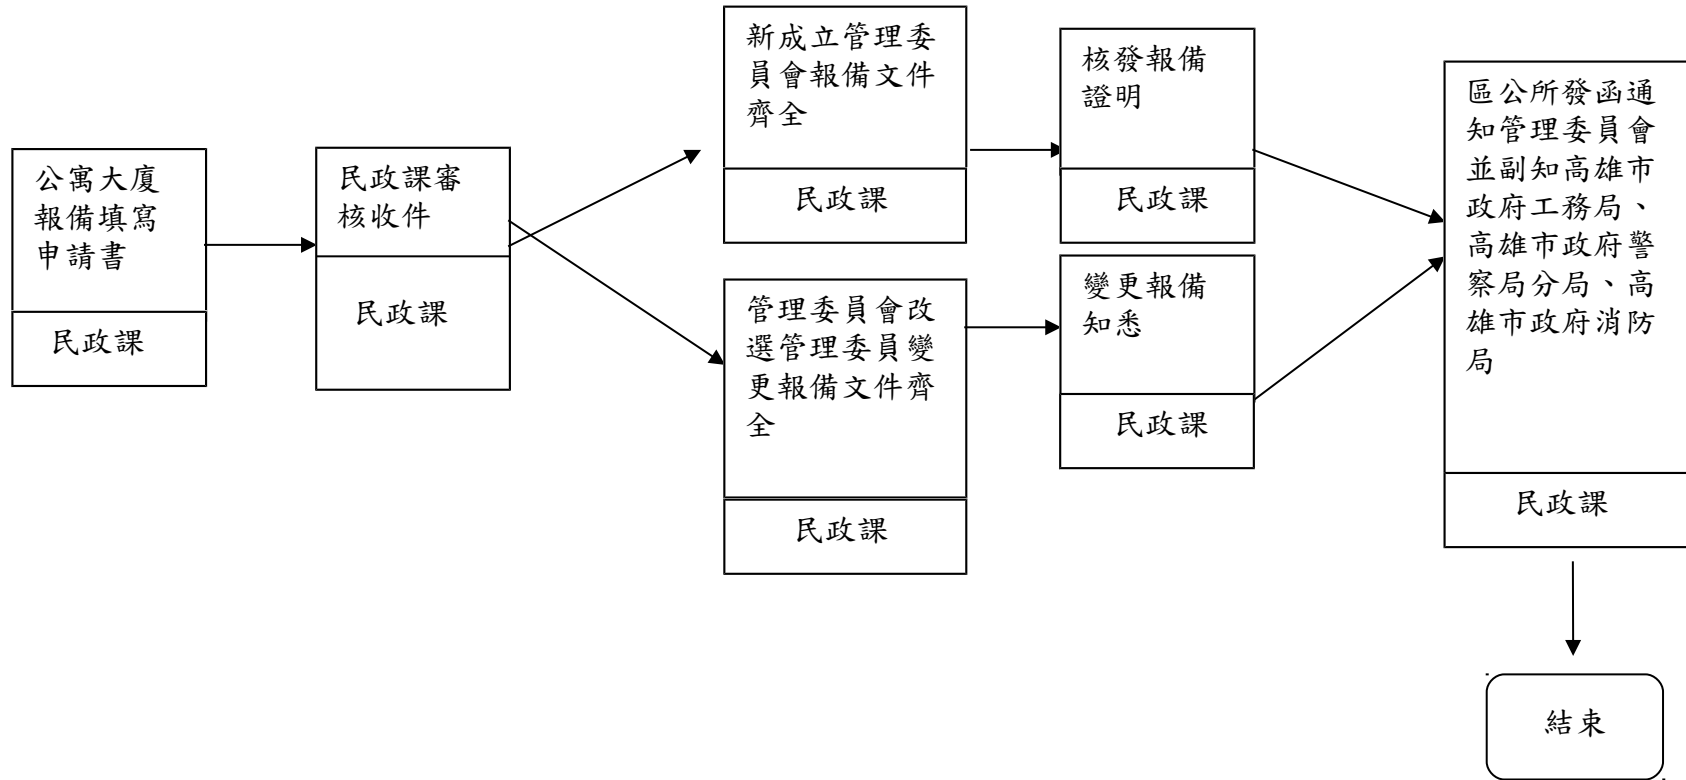 公寓大廈
報備填寫
申請書
民政課
民政課審
核收件
民政課
新成立管理委
員會報備文件
齊全
民政課
管理委員會改
選管理委員變
更報備文件齊
全
民政課
核發報備
證明
民政課
變更報備
知悉
民政課
區公所發函通
知管理委員會
並副知高雄市
政府工務局、
高雄市政府警
察局分局、高
雄市政府消防
局
民政課
結束